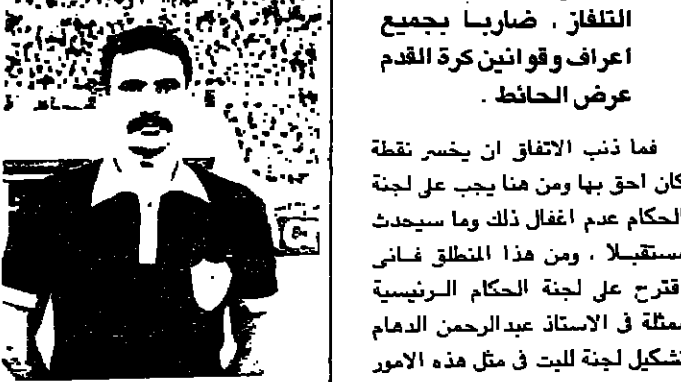 التلفاز ، ضاربا بجميع
اعراف وقوانين كرة القدم
عرض الحائط .
فما ذنب الاتفاق ان يخسر نقطة
كان احق بها ومن هنا يجب على لجنة
الحكام عدم اغفال ذلك وما سيحدث
مستقبلا ، ومن هذا المنطلق فانى
اقترح على لجنة الحكام الرئيسية
ممثلة فى الاستاذ عبدالرحمن الدهام
تشكيل لجنة للبت فى مثل هذه الامور